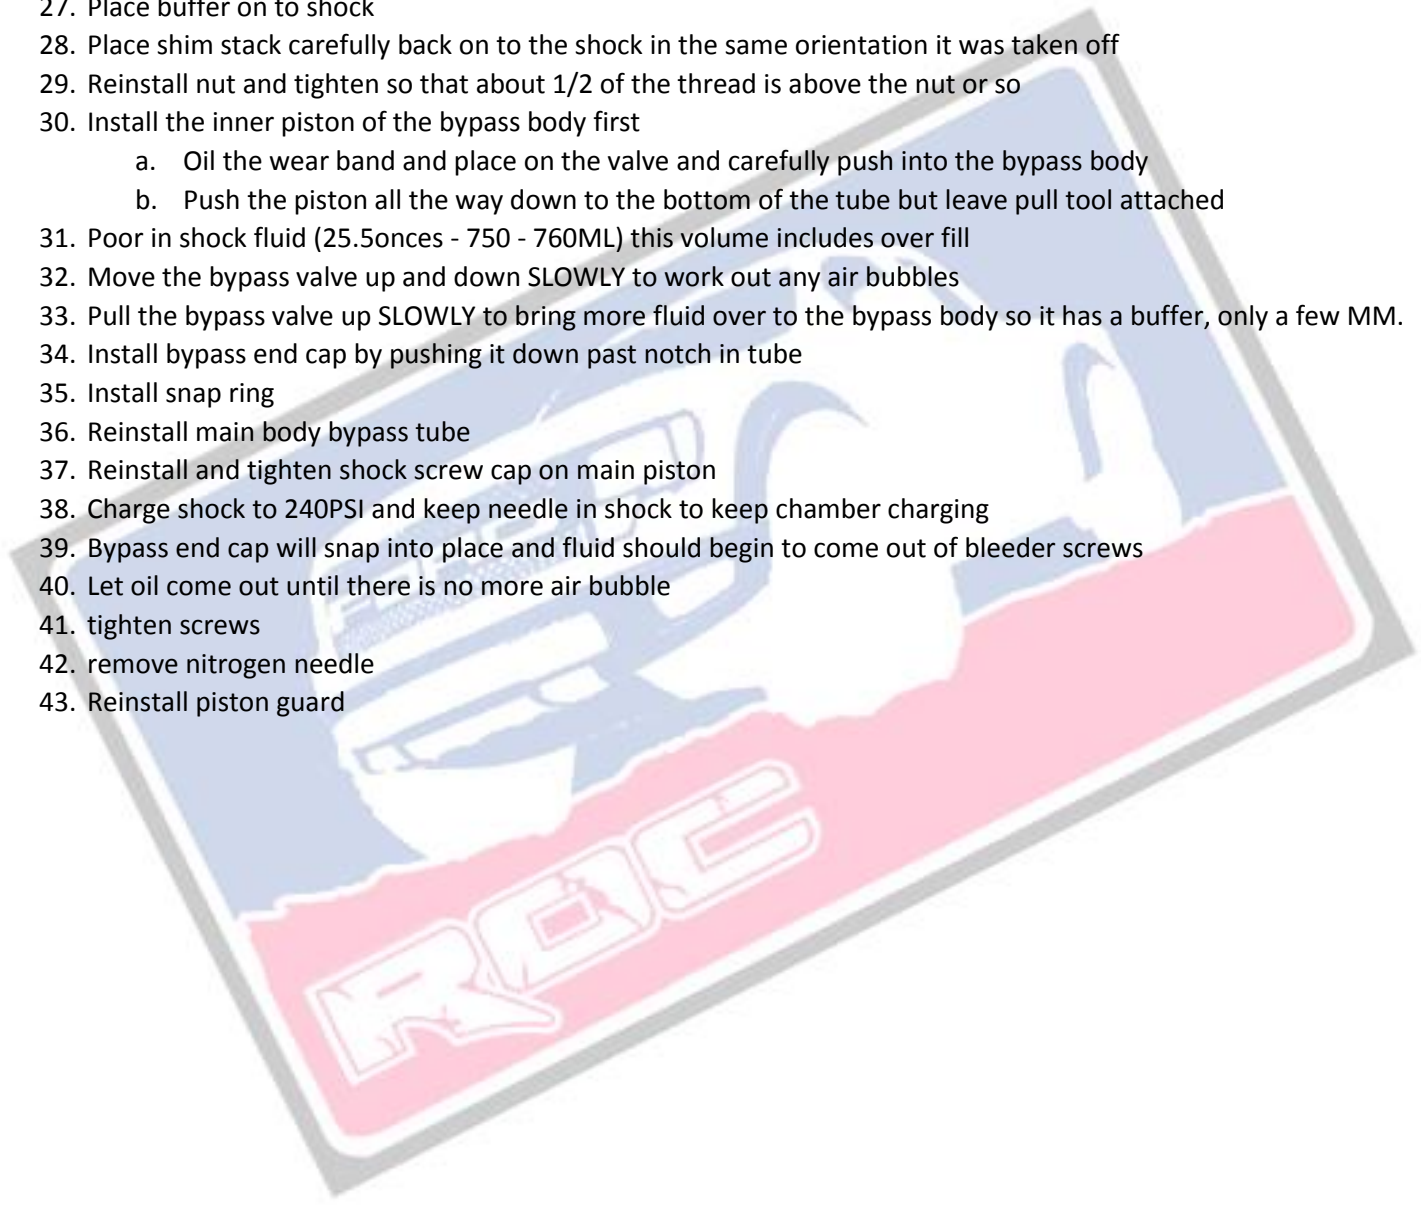 27. Place buffer on to shock
28. Place shim stack carefully back on to the shock in the same orientation it was taken off
29. Reinstall nut and tighten so that about 1/2 of the thread is above the nut or so
30. Install the inner piston of the bypass body first
a. Oil the wear band and place on the valve and carefully push into the bypass body
b. Push the piston all the way down to the bottom of the tube but leave pull tool attached
31. Poor in shock fluid (25.5onces - 750 - 760ML) this volume includes over fill
32. Move the bypass valve up and down SLOWLY to work out any air bubbles
33. Pull the bypass valve up SLOWLY to bring more fluid over to the bypass body so it has a buffer, only a few MM.
34. Install bypass end cap by pushing it down past notch in tube
35. Install snap ring
36. Reinstall main body bypass tube
37. Reinstall and tighten shock screw cap on main piston
38. Charge shock to 240PSI and keep needle in shock to keep chamber charging
39. Bypass end cap will snap into place and fluid should begin to come out of bleeder screws
40. Let oil come out until there is no more air bubble
41. tighten screws
42. remove nitrogen needle
43. Reinstall piston guard
ROC